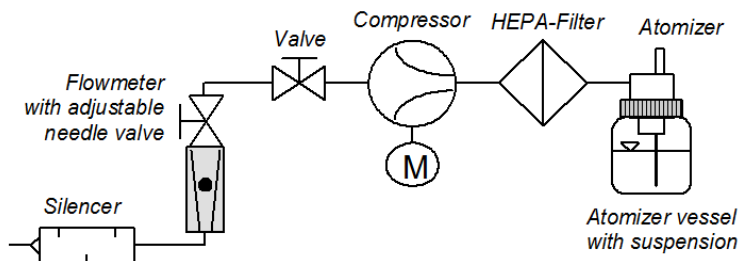 Compressor
HEPA-Filter
Atomizer
Valve
Flowmeter
with adjustable
needle valve
M
Silencer
Atomizer vessel
with suspension